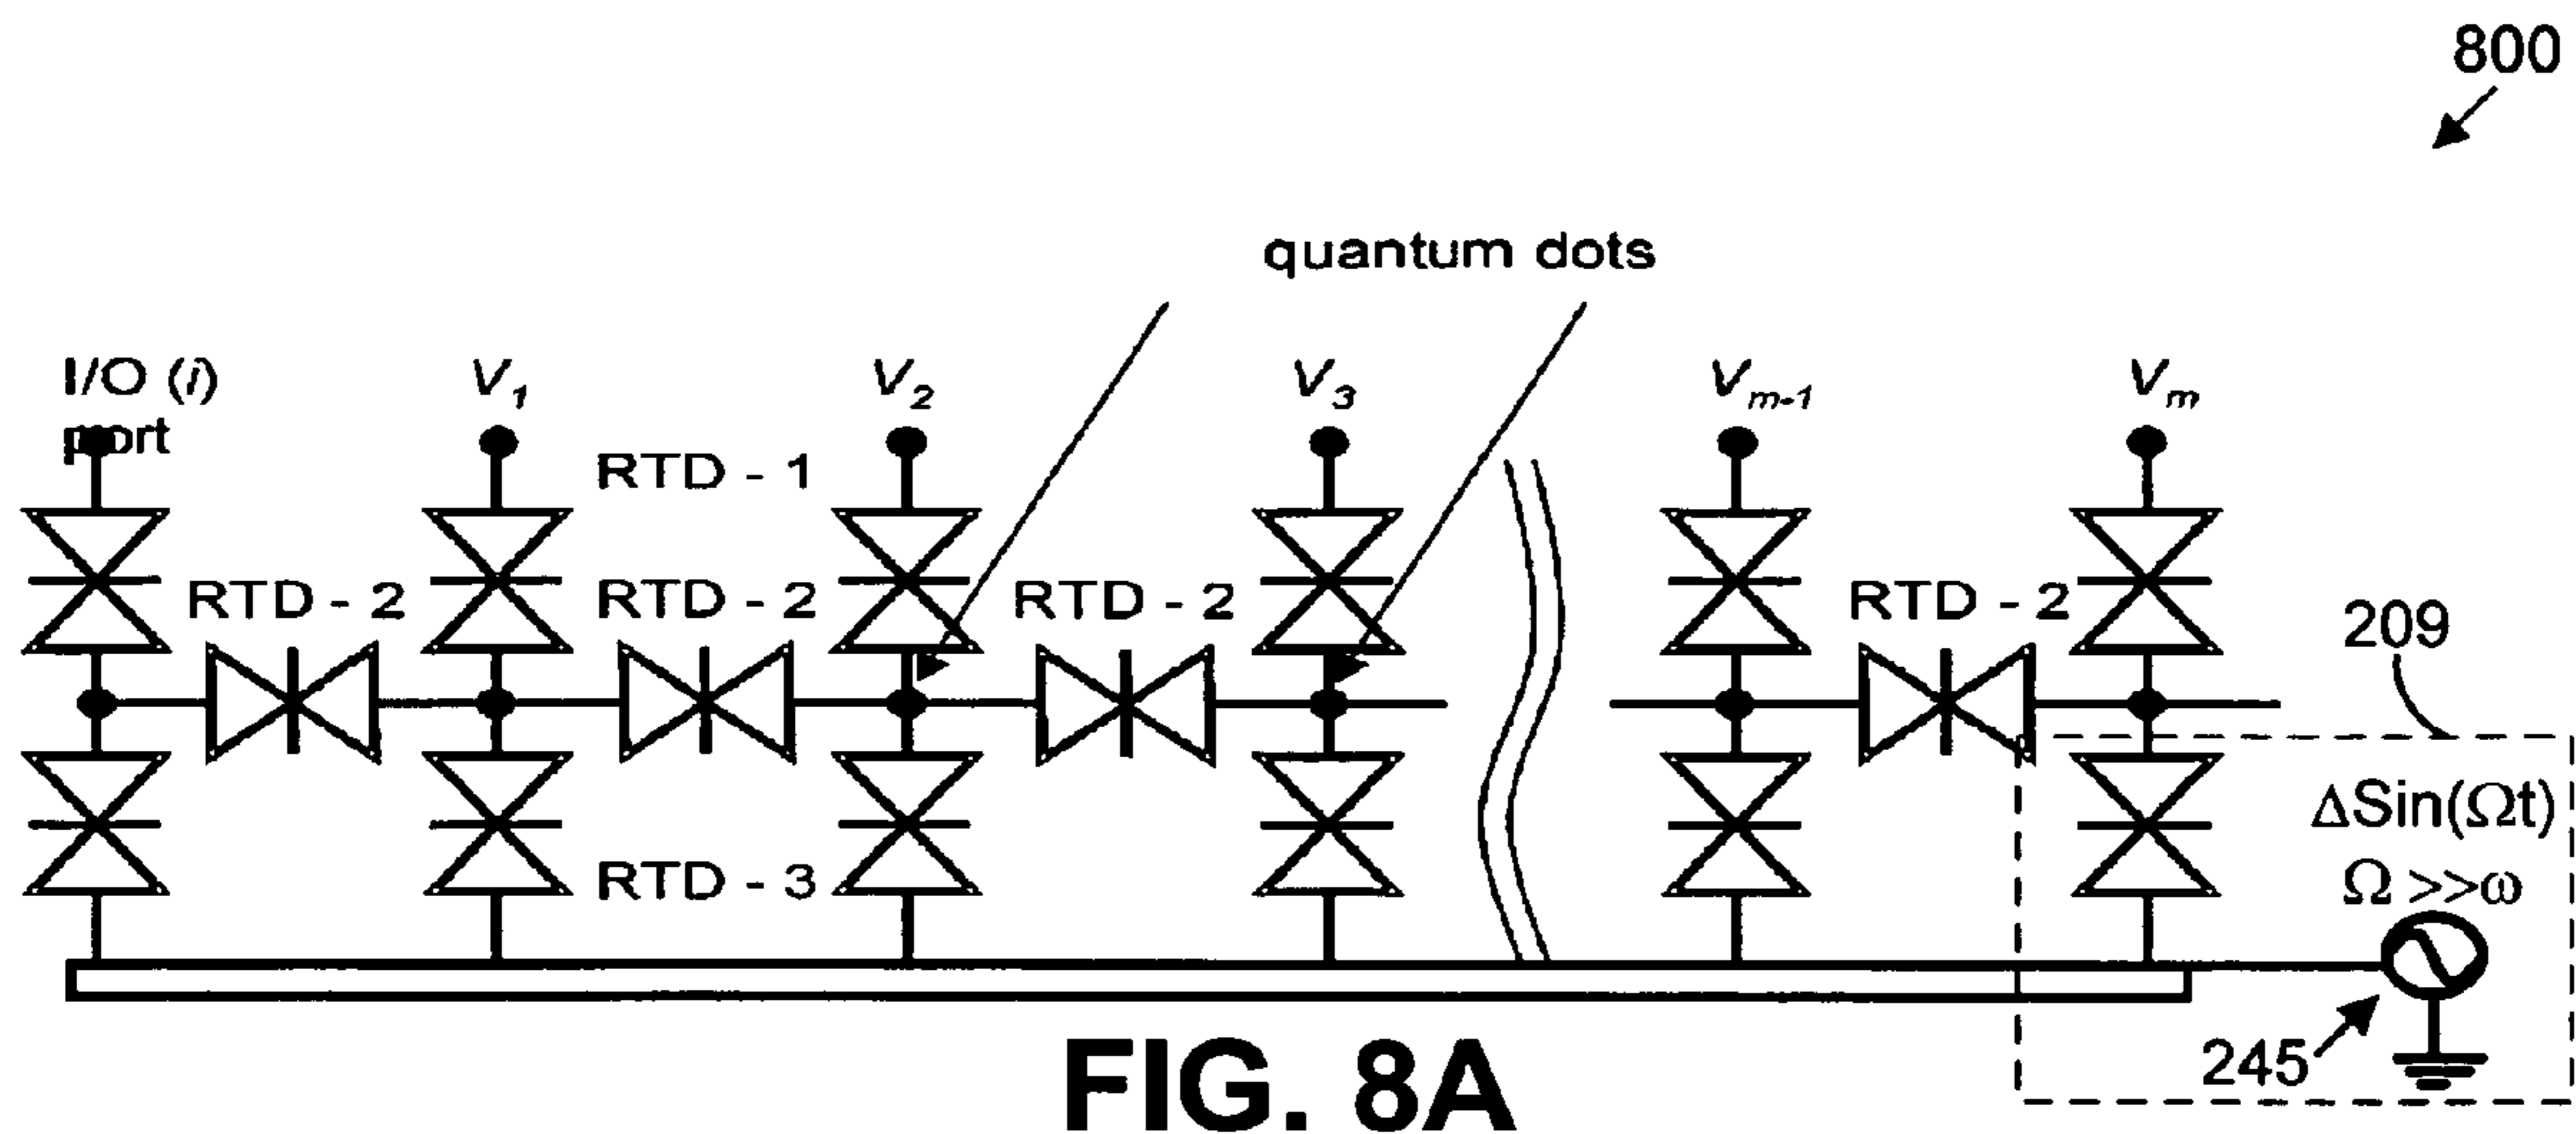 800
quantum dots
I/O (i)
port
V1
V2
V3
Vm-1
Vm
RTD - 1
RTD - 2
RTD - 2
RTD - 2
RTD - 2
209
ΔSin(Ωt)
Ω >>ω
RTD - 3
245
FIG. 8A